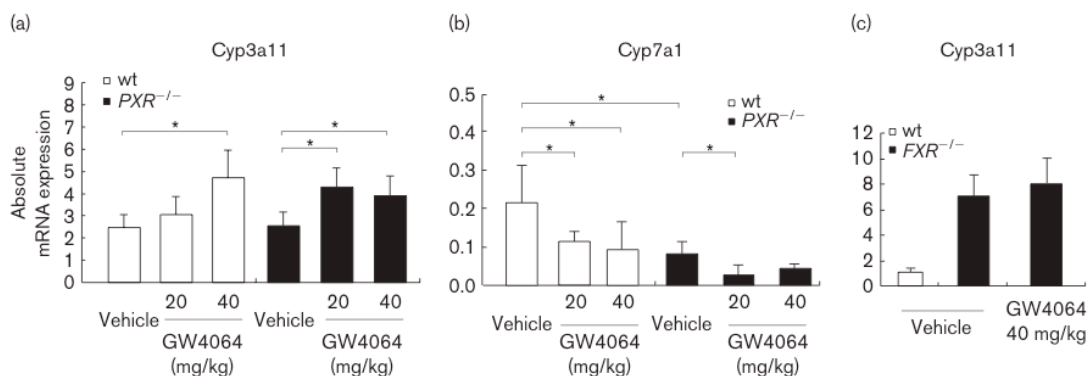 (a)
Cyp3a11
wt
PXR−/−
Absolute
mRNA expression
9
8
7
6
5
4
3
2
1
0
*
*
*
20 40 20 40
Vehicle Vehicle
GW4064 GW4064
(mg/kg) (mg/kg)
(b)
Cyp7a1
wt
PXR−/−
0.5
0.4
0.3
0.2
0.1
0.0
*
*
*
*
20 40 20 40
Vehicle Vehicle
GW4064 GW4064
(mg/kg) (mg/kg)
(c)
Cyp3a11
wt
FXR−/−
12
10
8
6
4
2
0
Vehicle
GW4064
40 mg/kg